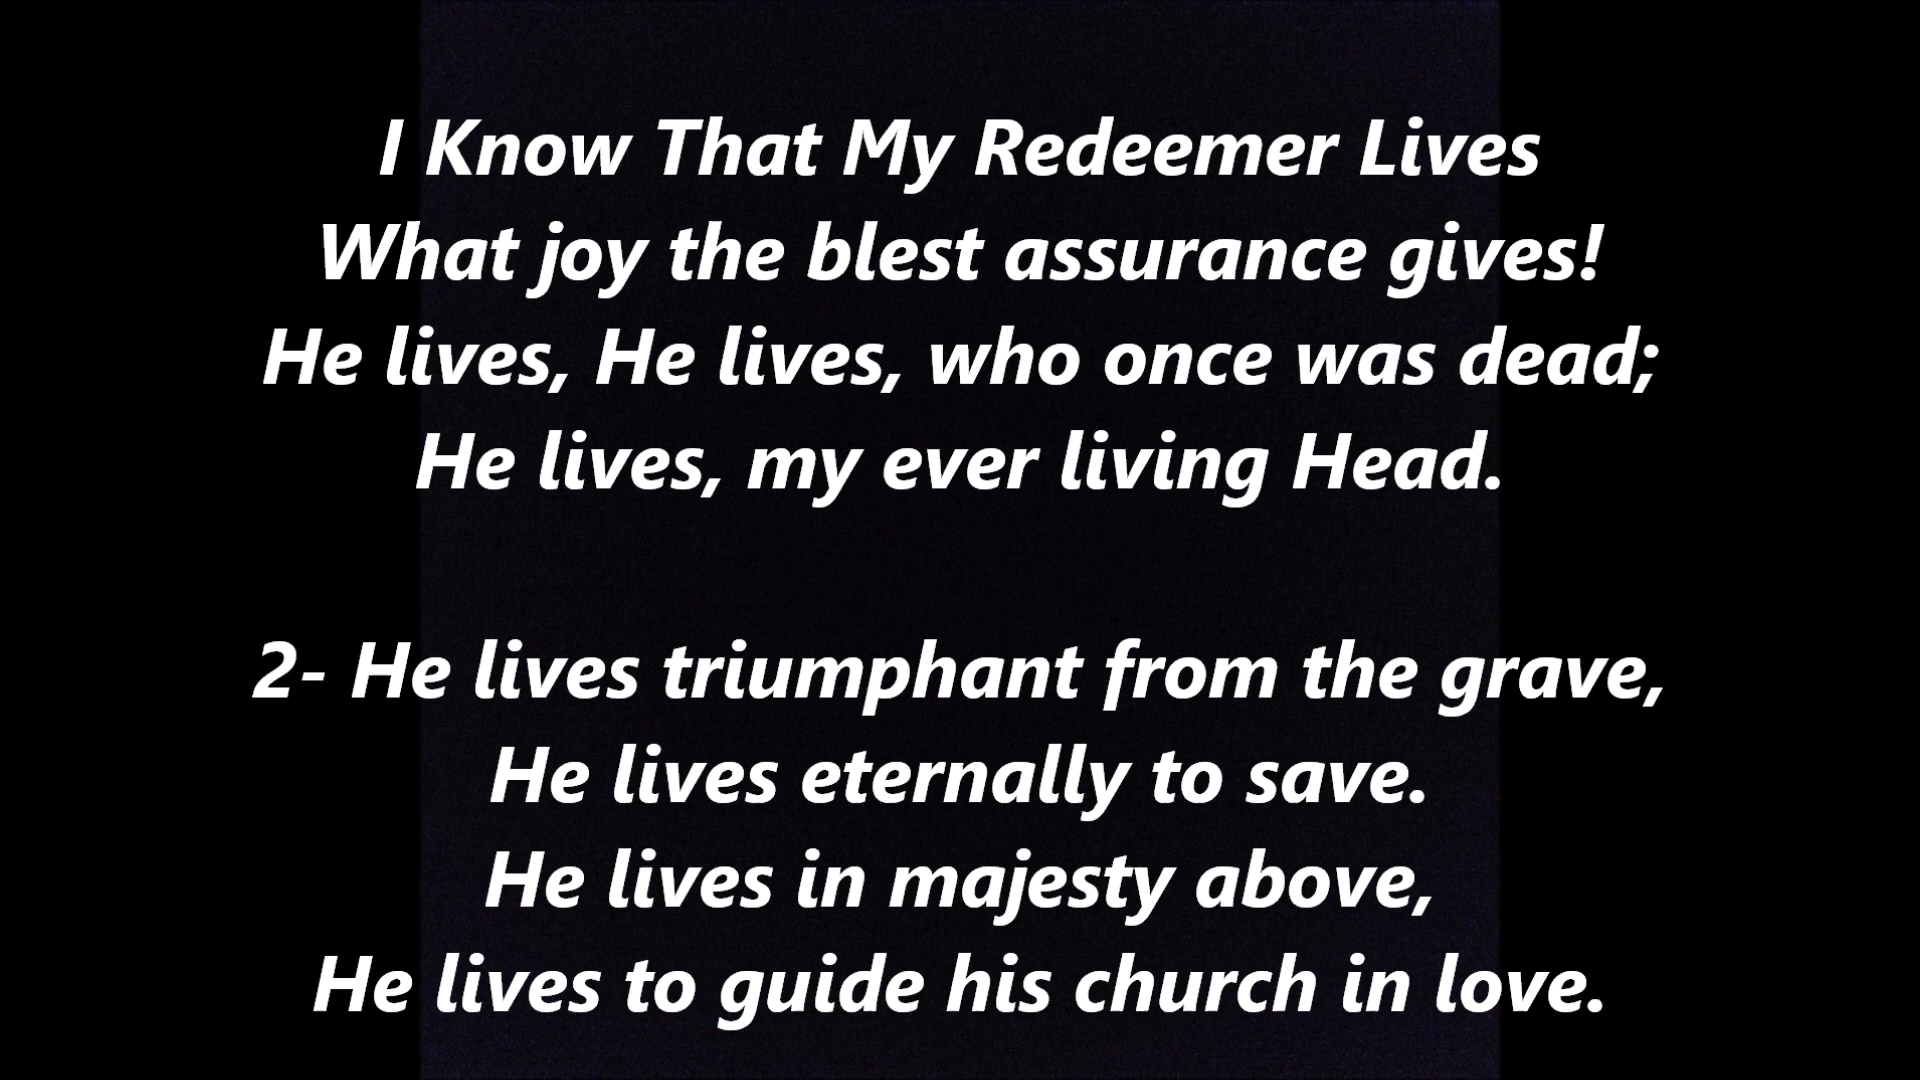 I Know That My Redeemer Lives
What joy the blest assurance gives!
He lives, He lives, who once was dead;
He lives, my ever living Head.
2- He lives triumphant from the grave,
He lives eternally to save.
He lives in majesty above,
He lives to guide his church in love.